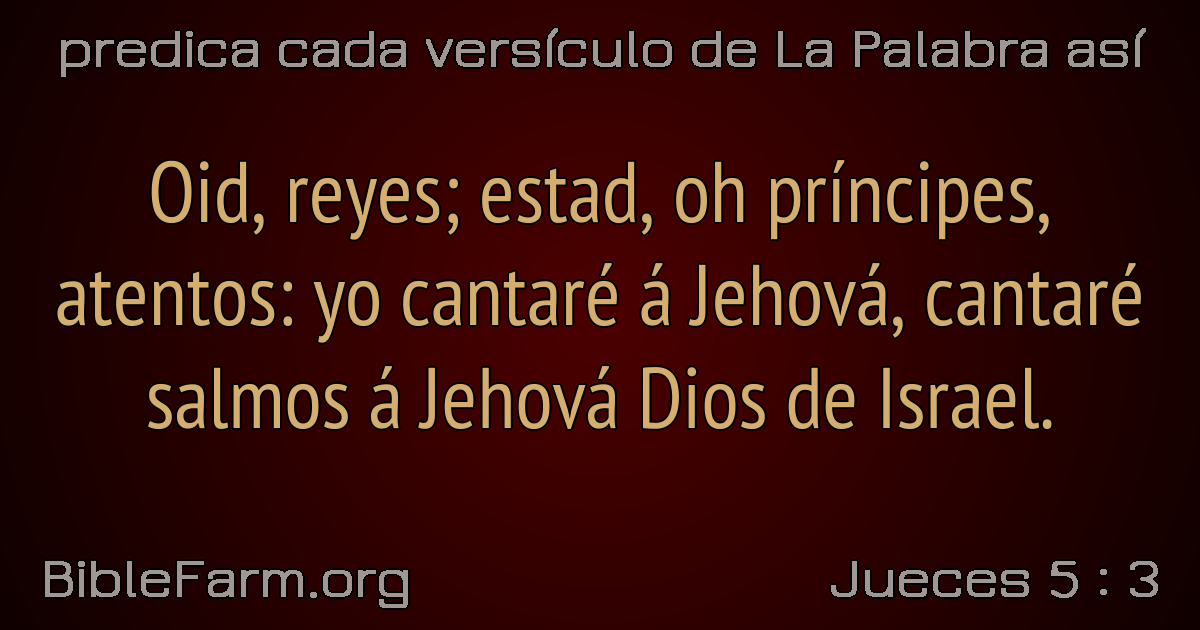 predica cada versículo de La Palabra así
Oid, reyes; estad, oh príncipes,
atentos: yo cantaré á Jehová, cantaré
salmos á Jehová Dios de Israel.
BibleFarm.org
Jueces 5 : 3